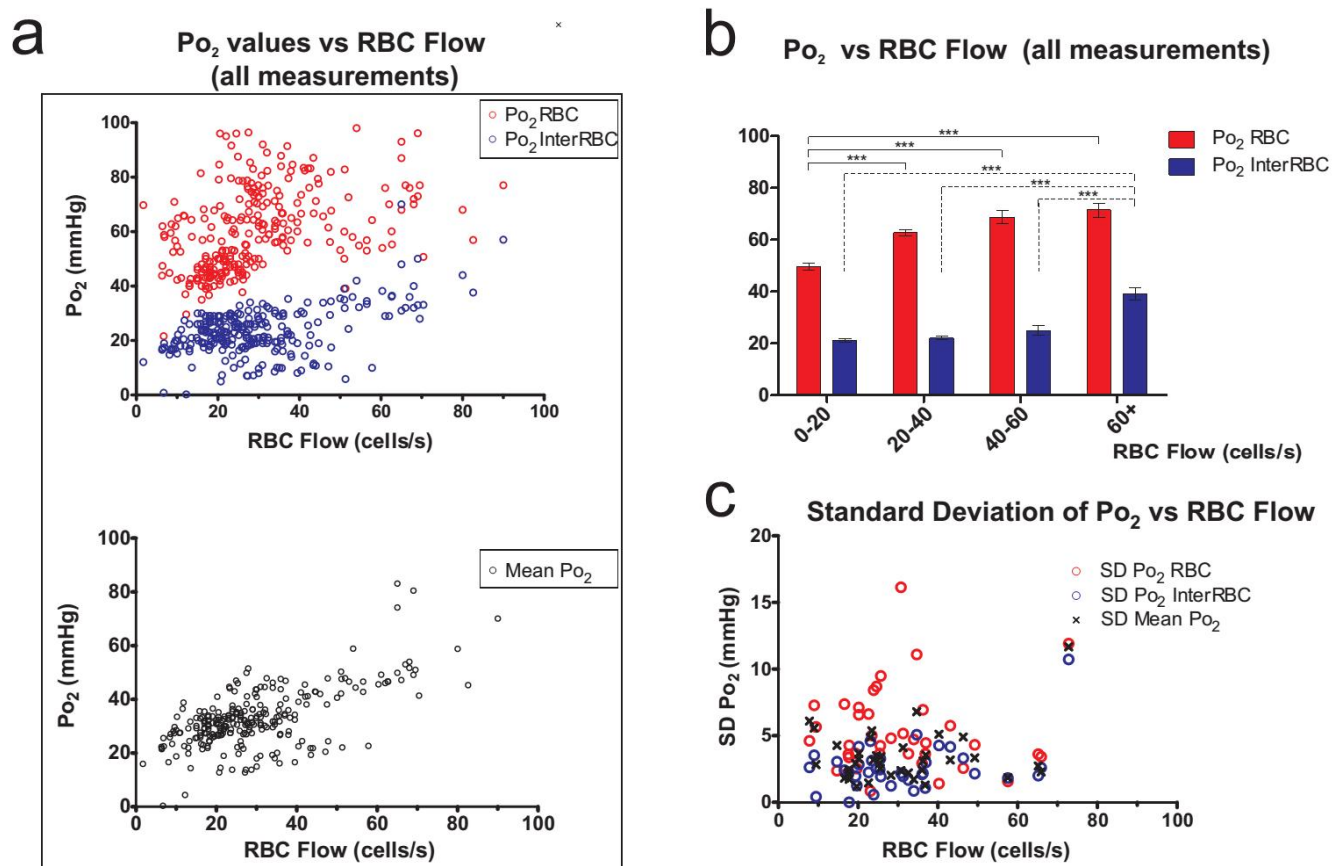 a
×
Po₂ values vs RBC Flow
(all measurements)
Po₂ RBC
Po₂ InterRBC
100
80
60
40
20
0
Po₂ (mmHg)
0 20 40 60 80 100
RBC Flow (cells/s)
Mean Po₂
100
80
60
40
20
0
Po₂ (mmHg)
0 20 40 60 80 100
RBC Flow (cells/s)
b
Po₂ vs RBC Flow (all measurements)
Po₂ RBC
Po₂ InterRBC
100
80
60
40
20
0
***
***
***
***
***
***
0-20 20-40 40-60 60+
RBC Flow (cells/s)
c
Standard Deviation of Po₂ vs RBC Flow
SD Po₂ RBC
SD Po₂ InterRBC
SD Mean Po₂
20
15
10
5
0
SD Po₂ (mmHg)
0 20 40 60 80 100
RBC Flow (cells/s)